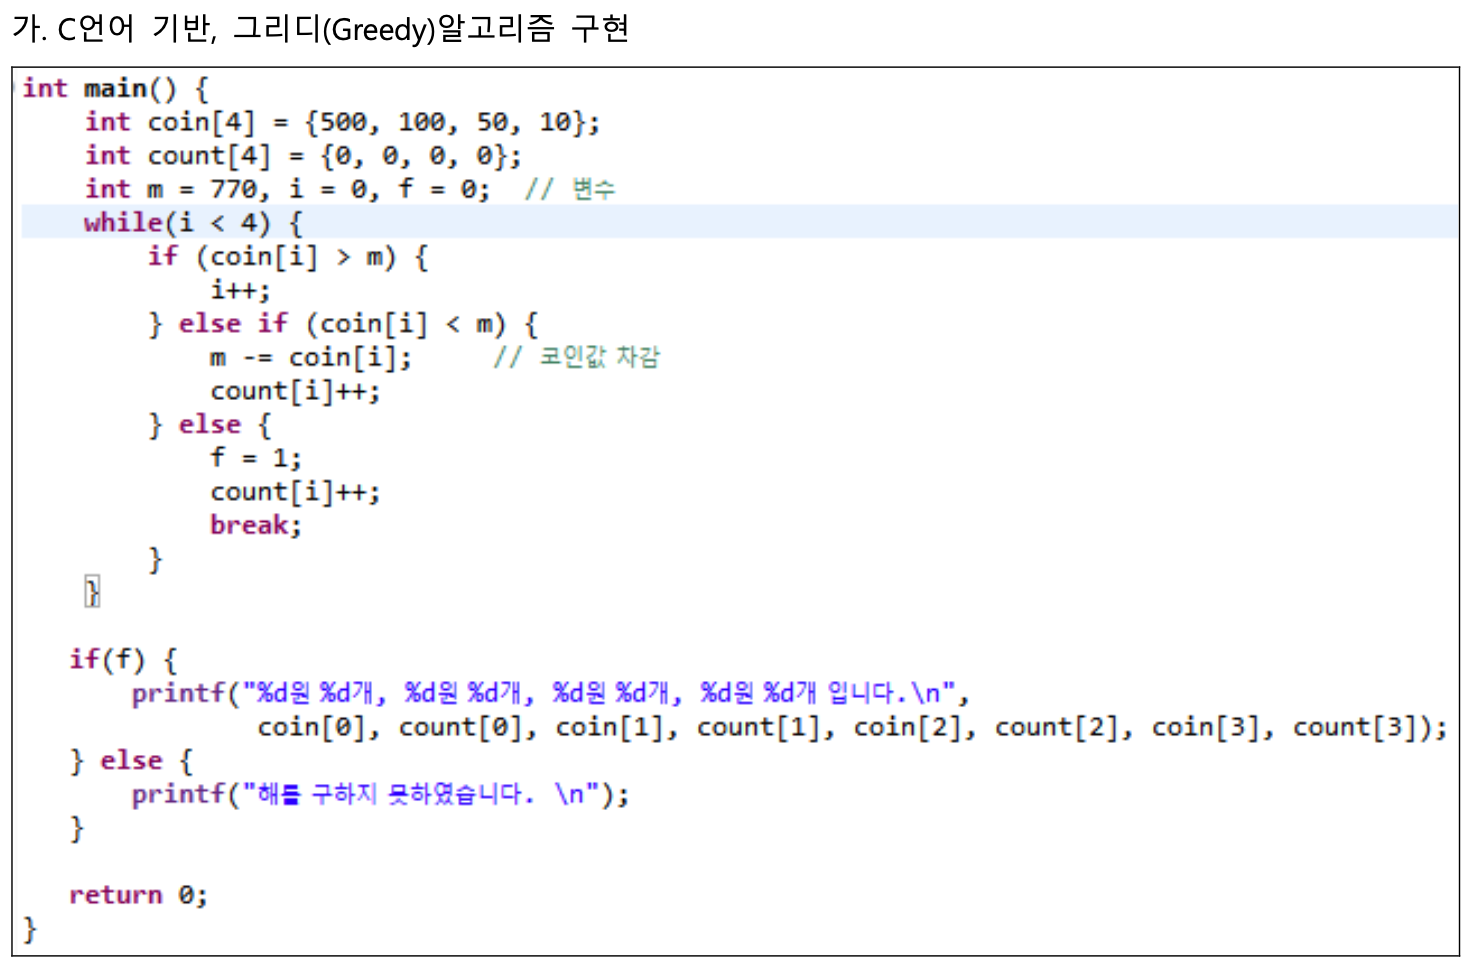 가. C언어 기반, 그리디(Greedy)알고리즘 구현
int main() {
    int coin[4] = {500, 100, 50, 10};
    int count[4] = {0, 0, 0, 0};
    int m = 770, i = 0, f = 0;  // 변수
    while(i < 4) {
        if (coin[i] > m) {
            i++;
        } else if (coin[i] < m) {
            m -= coin[i];     // 코인값 차감
            count[i]++;
        } else {
            f = 1;
            count[i]++;
            break;
        }
    }
   if(f) {
       printf("%d원 %d개, %d원 %d개, %d원 %d개, %d원 %d개 입니다.\n",
               coin[0], count[0], coin[1], count[1], coin[2], count[2], coin[3], count[3]);
   } else {
       printf("해를 구하지 못하였습니다. \n");
   }
   return 0;
}